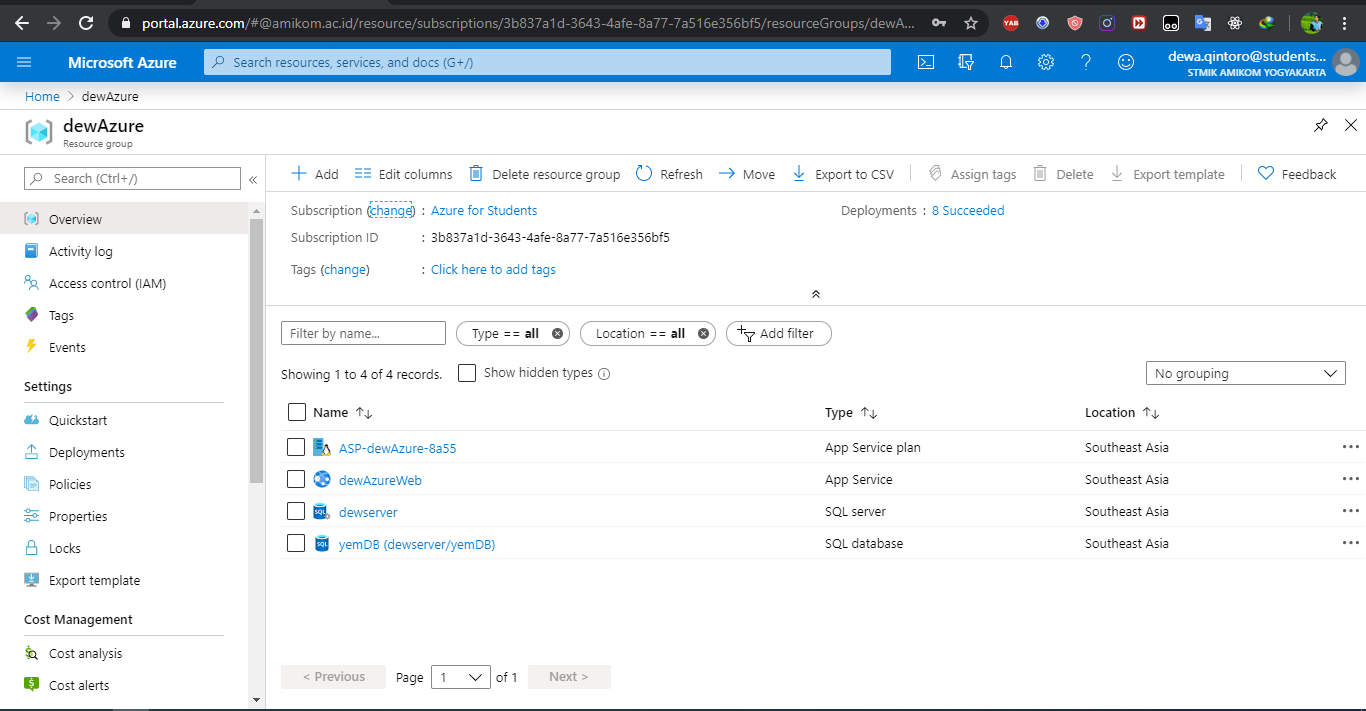 portal.azure.com/#@amikom.ac.id/resource/subscriptions/3b837a1d-3643-4afe-8a77-7a516e356bf5/resourceGroups/dewA...
Microsoft Azure
Search resources, services, and docs (G+/)
dewa.qintoro@students...
STMIK AMIKOM YOGYAKARTA
Home > dewAzure
dewAzure
Resource group
Search (Ctrl+/)
«
Add
Edit columns
Delete resource group
Refresh
Move
Export to CSV
Assign tags
Delete
Export template
Feedback
Overview
Activity log
Access control (IAM)
Tags
Events
Settings
Quickstart
Deployments
Policies
Properties
Locks
Export template
Cost Management
Cost analysis
Cost alerts
Subscription (change) : Azure for Students
Deployments : 8 Succeeded
Subscription ID : 3b837a1d-3643-4afe-8a77-7a516e356bf5
Tags (change) : Click here to add tags
Filter by name...
Type == all
Location == all
Add filter
Showing 1 to 4 of 4 records.
Show hidden types
No grouping
Name Type Location
ASP-dewAzure-8a55 App Service plan Southeast Asia
dewAzureWeb App Service Southeast Asia
dewserver SQL server Southeast Asia
yemDB (dewserver/yemDB) SQL database Southeast Asia
< Previous
Page 1 of 1
Next >